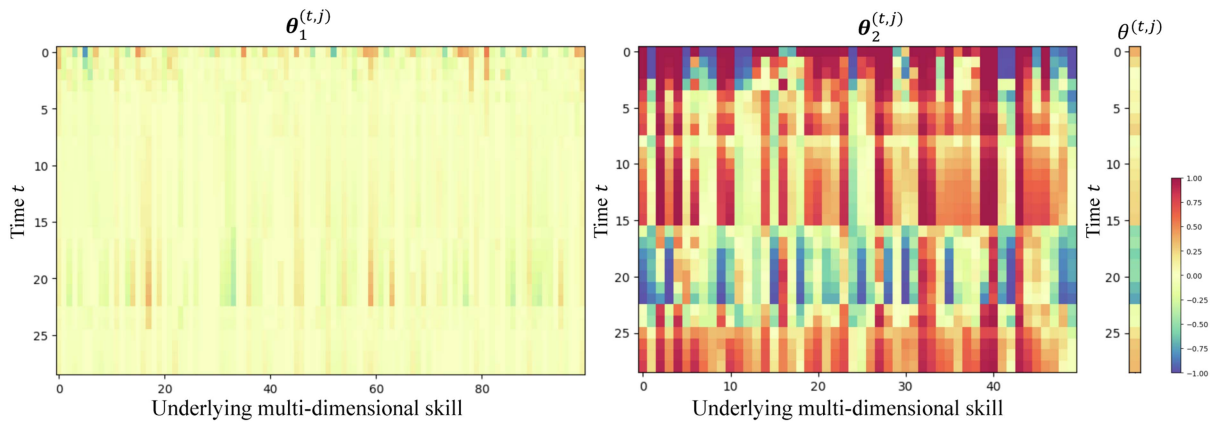 θ₁^(t,j)
0
5
10
15
20
25
Time t
0 20 40 60 80
Underlying multi-dimensional skill
θ₂^(t,j)
0
5
10
15
20
25
Time t
0 10 20 30 40
Underlying multi-dimensional skill
θ^(t,j)
0
5
10
15
20
25
Time t
1.00
0.75
0.50
0.25
0.00
−0.25
−0.50
−0.75
−1.00